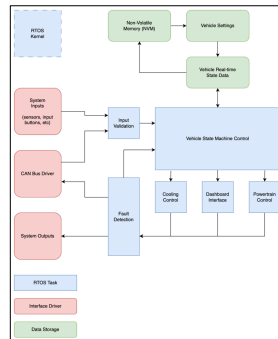 RTOS
Kernel
Non-Volatile
Memory (NVM)
Vehicle Settings
Vehicle Real-time
State Data
System
Inputs
(sensors, input
buttons, etc)
Input
Validation
Vehicle State Machine Control
CAN Bus Driver
Cooling
Control
Dashboard
Interface
Powertrain
Control
Fault
Detection
System Outputs
RTOS Task
Interface Driver
Data Storage